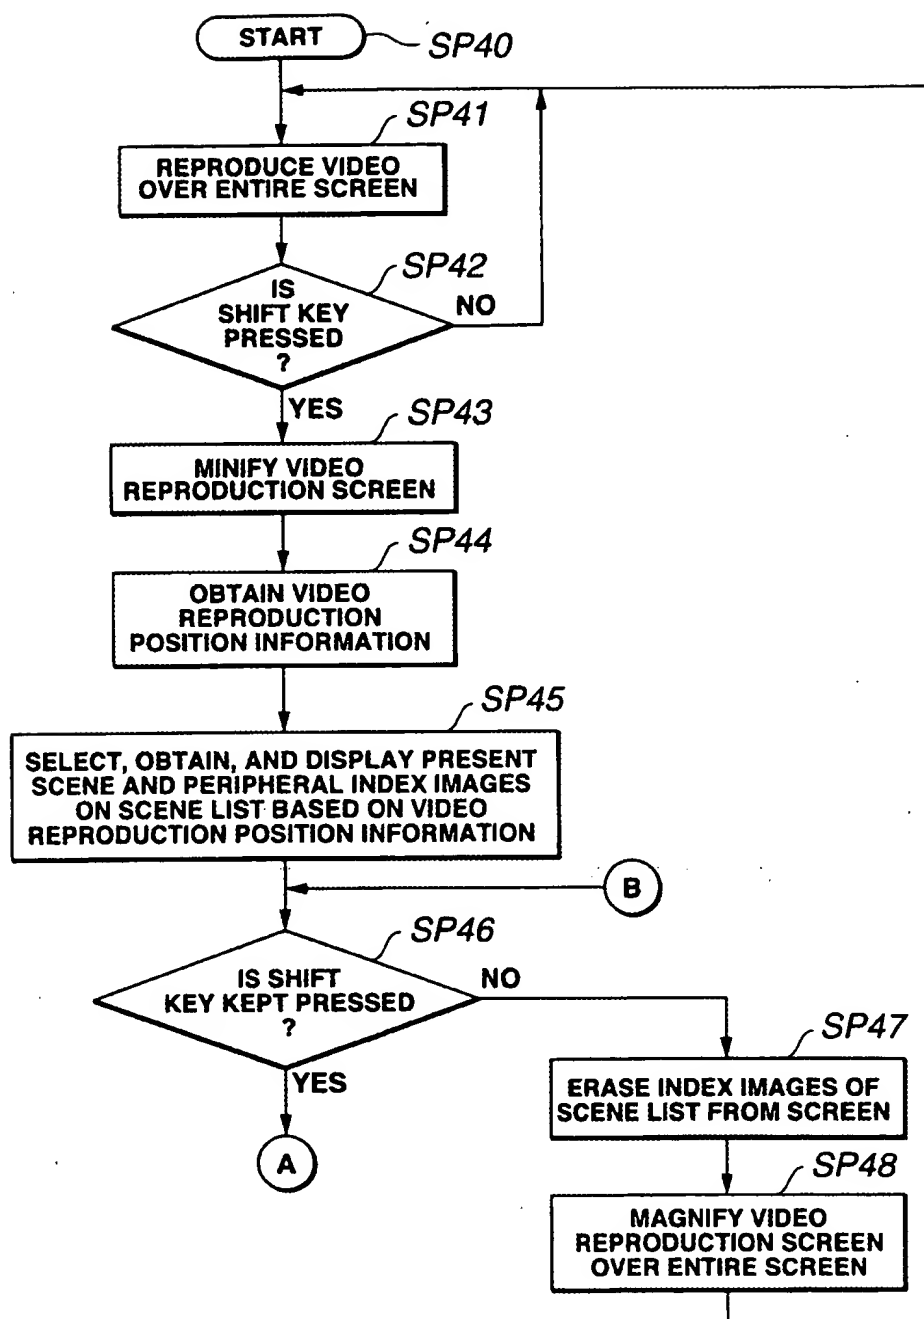 START
SP40
SP41
REPRODUCE VIDEO
OVER ENTIRE SCREEN
SP42
IS
SHIFT KEY
PRESSED
?
NO
YES
SP43
MINIFY VIDEO
REPRODUCTION SCREEN
SP44
OBTAIN VIDEO
REPRODUCTION
POSITION INFORMATION
SP45
SELECT, OBTAIN, AND DISPLAY PRESENT
SCENE AND PERIPHERAL INDEX IMAGES
ON SCENE LIST BASED ON VIDEO
REPRODUCTION POSITION INFORMATION
B
SP46
IS SHIFT
KEY KEPT PRESSED
?
NO
YES
A
SP47
ERASE INDEX IMAGES OF
SCENE LIST FROM SCREEN
SP48
MAGNIFY VIDEO
REPRODUCTION SCREEN
OVER ENTIRE SCREEN